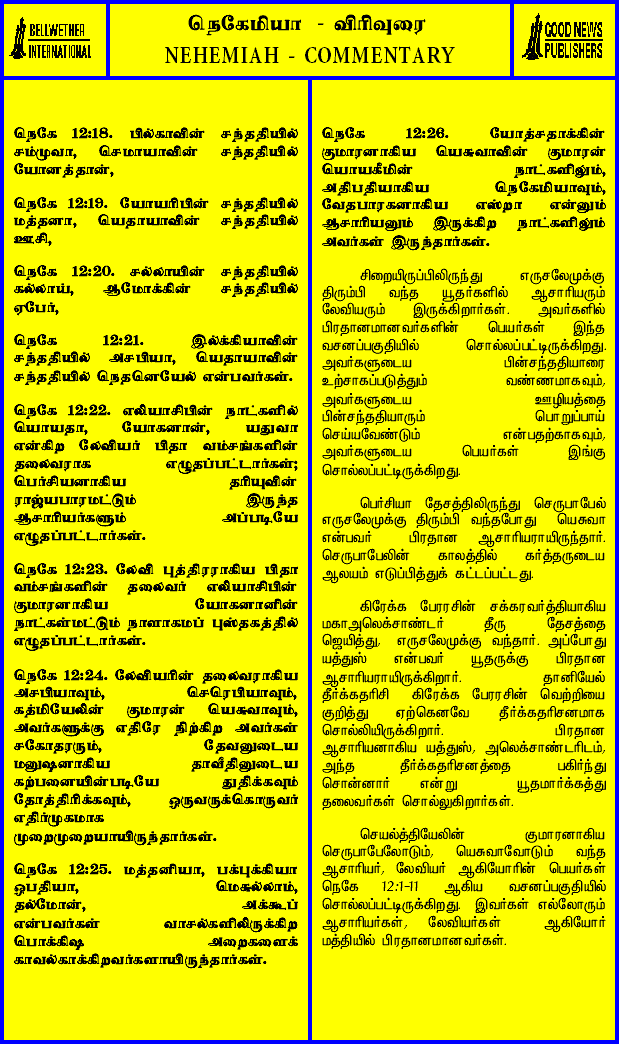 BELLWETHER
INTERNATIONAL
நெகேமியா - விரிவுரை
NEHEMIAH - COMMENTARY
GOOD NEWS
PUBLISHERS
நெகே 12:18. பில்காவின் சந்ததியில்
சம்முவா, செமாயாவின் சந்ததியில்
யோனத்தான்,
நெகே 12:19. யோயரிபின் சந்ததியில்
மத்தனா, யெதாயாவின் சந்ததியில்
ஊசி,
நெகே 12:20. சல்லாயின் சந்ததியில்
கல்லாய், ஆமோக்கின் சந்ததியில்
ஏபேர்,
நெகே 12:21. இல்க்கியாவின்
சந்ததியில் அசபியா, யெதாயாவின்
சந்ததியில் நெதனெயேல் என்பவர்கள்.
நெகே 12:22. எலியாசிபின் நாட்களில்
யொயதா, யோகனான், யதுவா
என்கிற லேவியர் பிதா வம்சங்களின்
தலைவராக எழுதப்பட்டார்கள்;
பெர்சியனாகிய தரியுவின்
ராஜ்யபாரமட்டும் இருந்த
ஆசாரியர்களும் அப்படியே
எழுதப்பட்டார்கள்.
நெகே 12:23. லேவி புத்திரராகிய பிதா
வம்சங்களின் தலைவர் எலியாசிபின்
குமாரனாகிய யோகனானின்
நாட்கள்மட்டும் நாளாகமப் புஸ்தகத்தில்
எழுதப்பட்டார்கள்.
நெகே 12:24. லேவியரின் தலைவராகிய
அசபியாவும், செரெபியாவும்,
கத்மியேலின் குமாரன் யெசுவாவும்,
அவர்களுக்கு எதிரே நிற்கிற அவர்கள்
சகோதரரும், தேவனுடைய
மனுஷனாகிய தாவீதினுடைய
கற்பனையின்படியே துதிக்கவும்
தோத்திரிக்கவும், ஒருவருக்கொருவர்
எதிர்முகமாக
முறைமுறையாயிருந்தார்கள்.
நெகே 12:25. மத்தனியா, பக்புக்கியா
ஒபதியா, மெசுல்லாம்,
தல்மோன், அக்கூப்
என்பவர்கள் வாசல்களிலிருக்கிற
பொக்கிஷ அறைகளைக்
காவல்காக்கிறவர்களாயிருந்தார்கள்.
நெகே 12:26. யோத்சதாக்கின்
குமாரனாகிய யெசுவாவின் குமாரன்
யொயகீமின் நாட்களிலும்,
அதிபதியாகிய நெகேமியாவும்,
வேதபாரகனாகிய எஸ்றா என்னும்
ஆசாரியனும் இருக்கிற நாட்களிலும்
அவர்கள் இருந்தார்கள்.
சிறையிருப்பிலிருந்து எருசலேமுக்கு
திரும்பி வந்த யூதர்களில் ஆசாரியரும்
லேவியரும் இருக்கிறார்கள். அவர்களில்
பிரதானமானவர்களின் பெயர்கள் இந்த
வசனப்பகுதியில் சொல்லப்பட்டிருக்கிறது.
அவர்களுடைய பின்சந்ததியாரை
உற்சாகப்படுத்தும் வண்ணமாகவும்,
அவர்களுடைய ஊழியத்தை
பின்சந்ததியாரும் பொறுப்பாய்
செய்யவேண்டும் என்பதற்காகவும்,
அவர்களுடைய பெயர்கள் இங்கு
சொல்லப்பட்டிருக்கிறது.
பெர்சியா தேசத்திலிருந்து செருபாபேல்
எருசலேமுக்கு திரும்பி வந்தபோது யெசுவா
என்பவர் பிரதான ஆசாரியராயிருந்தார்.
செருபாபேலின் காலத்தில் கர்த்தருடைய
ஆலயம் எடுப்பித்துக் கட்டப்பட்டது.
கிரேக்க பேரரசின் சக்கரவர்த்தியாகிய
மகாஅலெக்சாண்டர் தீரு தேசத்தை
ஜெயித்து, எருசலேமுக்கு வந்தார். அப்போது
யத்துஸ் என்பவர் யூதருக்கு பிரதான
ஆசாரியராயிருக்கிறார். தானியேல்
தீர்க்கதரிசி கிரேக்க பேரரசின் வெற்றியை
குறித்து ஏற்கெனவே தீர்க்கதரிசனமாக
சொல்லியிருக்கிறார். பிரதான
ஆசாரியனாகிய யத்துஸ், அலெக்சாண்டரிடம்,
அந்த தீர்க்கதரிசனத்தை பகிர்ந்து
சொன்னார் என்று யூதமார்க்கத்து
தலைவர்கள் சொல்லுகிறார்கள்.
செயல்த்தியேலின் குமாரனாகிய
செருபாபேலோடும், யெசுவாவோடும் வந்த
ஆசாரியர், லேவியர் ஆகியோரின் பெயர்கள்
நெகே 12:1-11 ஆகிய வசனப்பகுதியில்
சொல்லப்பட்டிருக்கிறது. இவர்கள் எல்லோரும்
ஆசாரியர்கள், லேவியர்கள் ஆகியோர்
மத்தியில் பிரதானமானவர்கள்.